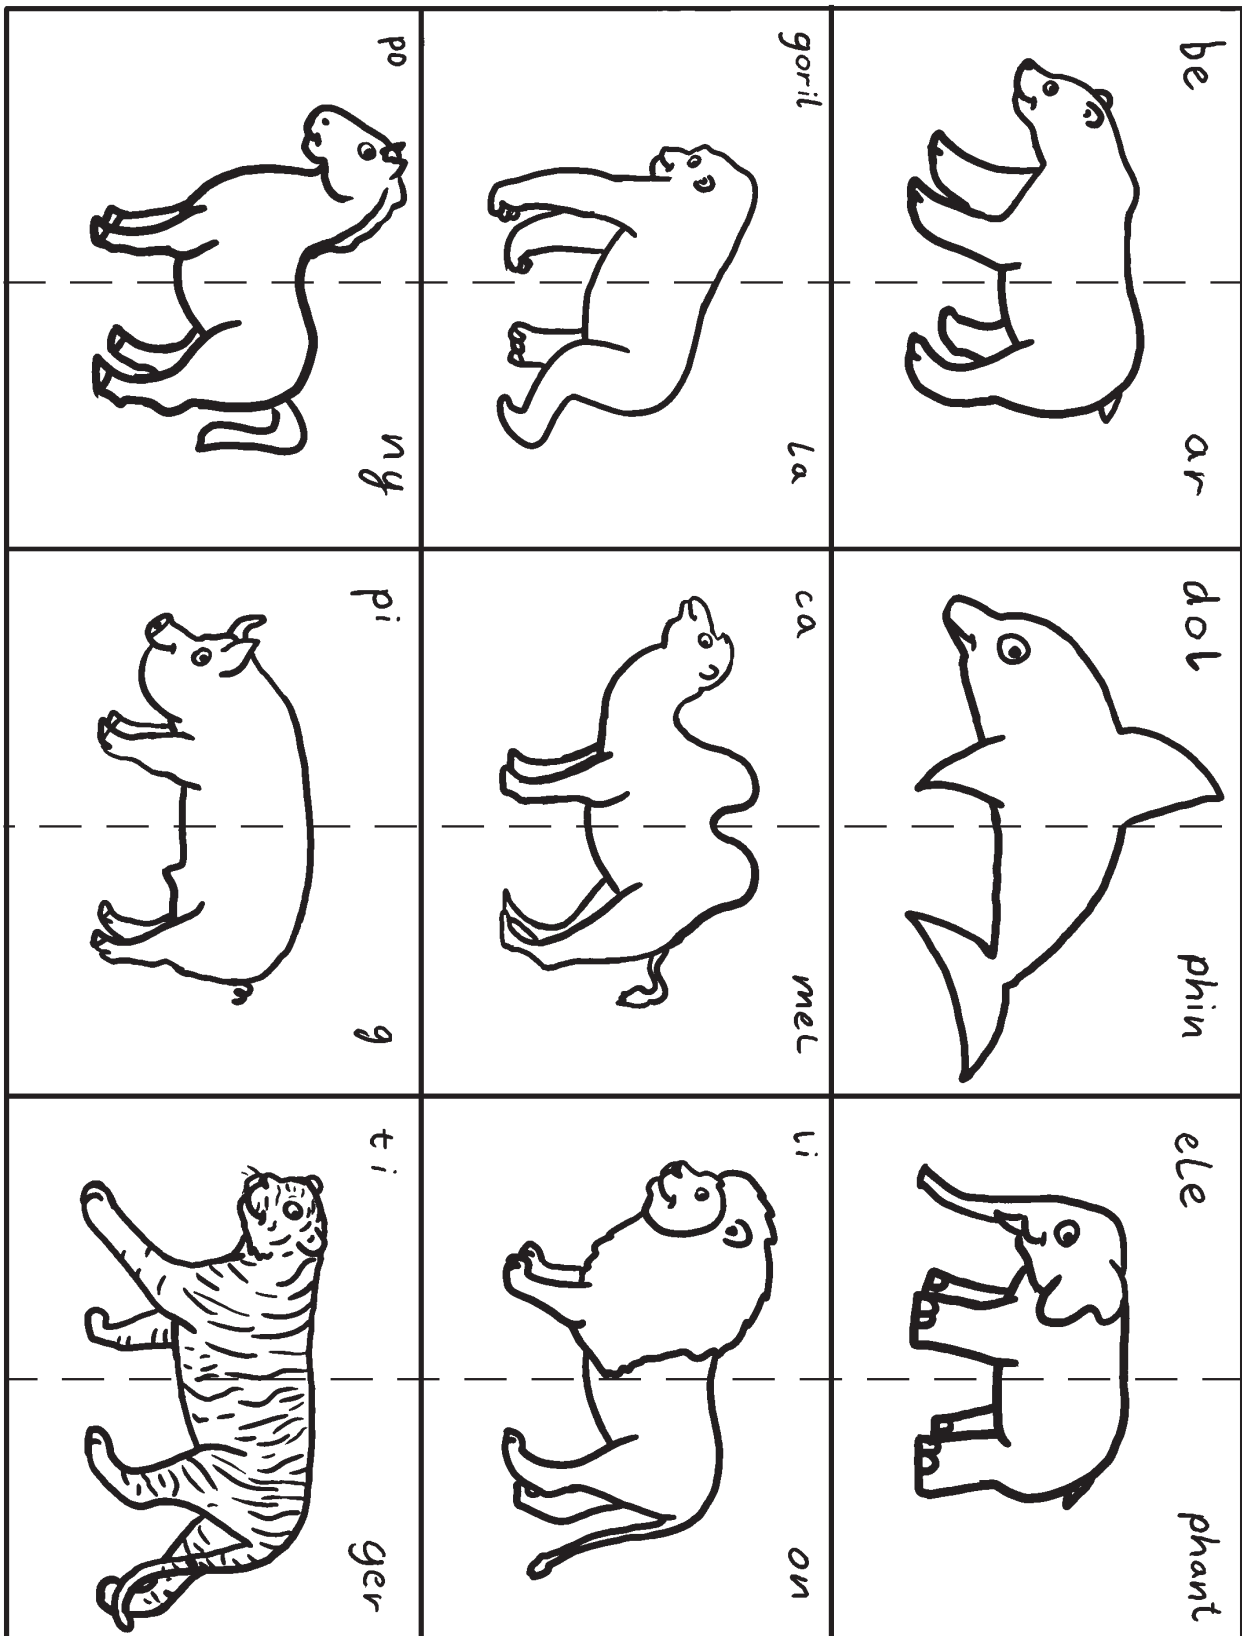 be ar
dol phin
ele phant
goril la
ca mel
li on
po ny
pi g
ti ger